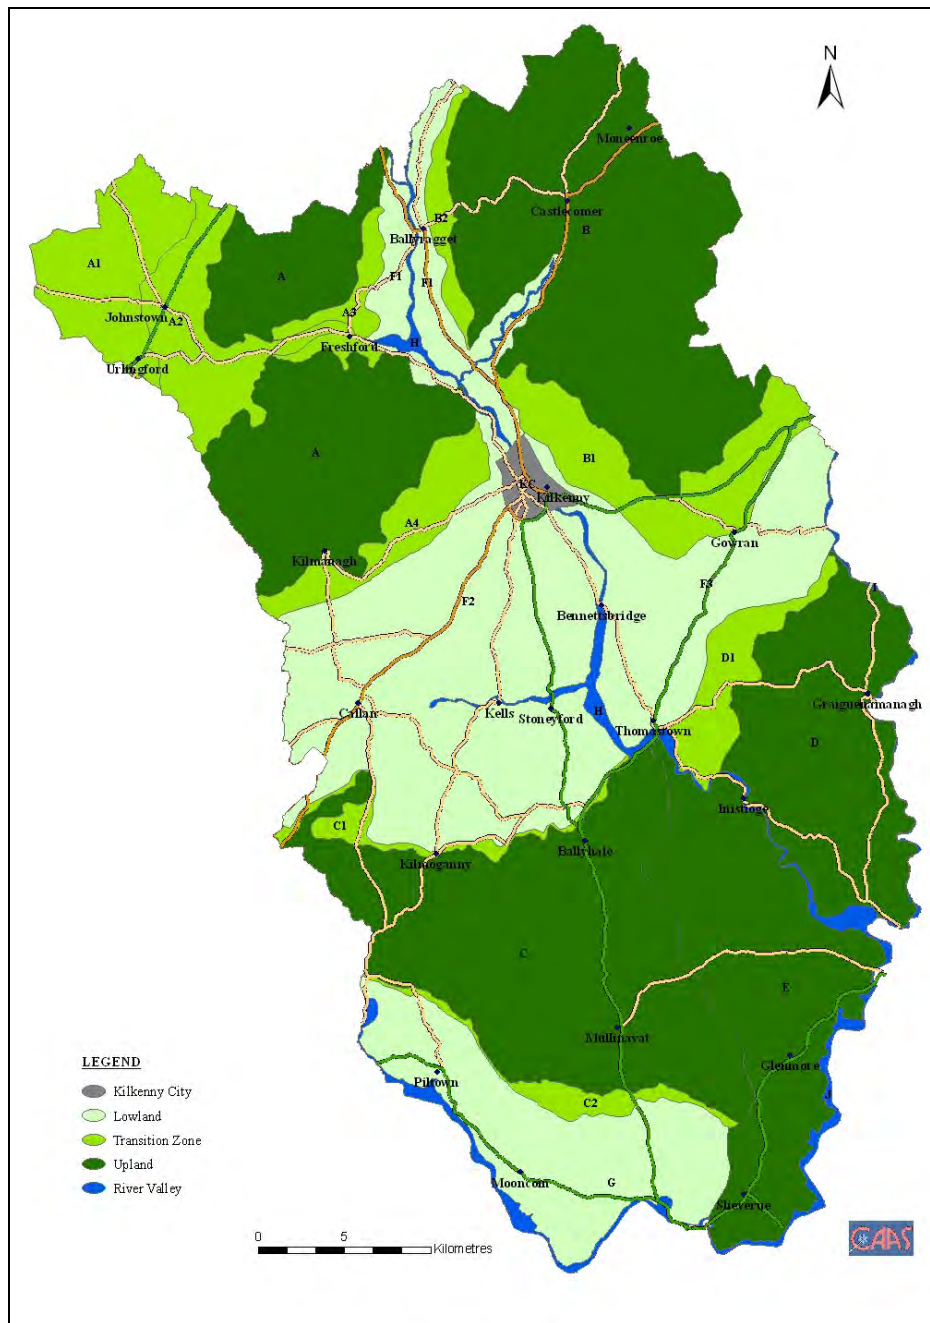 N
Moneenroe
Castlecomer
B2
B
Ballyragget
A1
A
F1
F1
A3
Johnstown
A2
Freshford
H
Urlingford
A
B1
KC
Kilkenny
A4
Gowran
Kilmanagh
F3
I
F2
Bennettsbridge
D1
Graiguenamanagh
Callan
Kells
Stoneyford
H
Thomastown
D
Inistioge
C1
Kilmoganny
Ballyhale
C
E
Mullinavat
Glenmore
LEGEND
Kilkenny City
Lowland
Transition Zone
Upland
River Valley
Piltown
J
C2
Mooncoin
G
Slieverue
0 5
Kilometres
CAAS